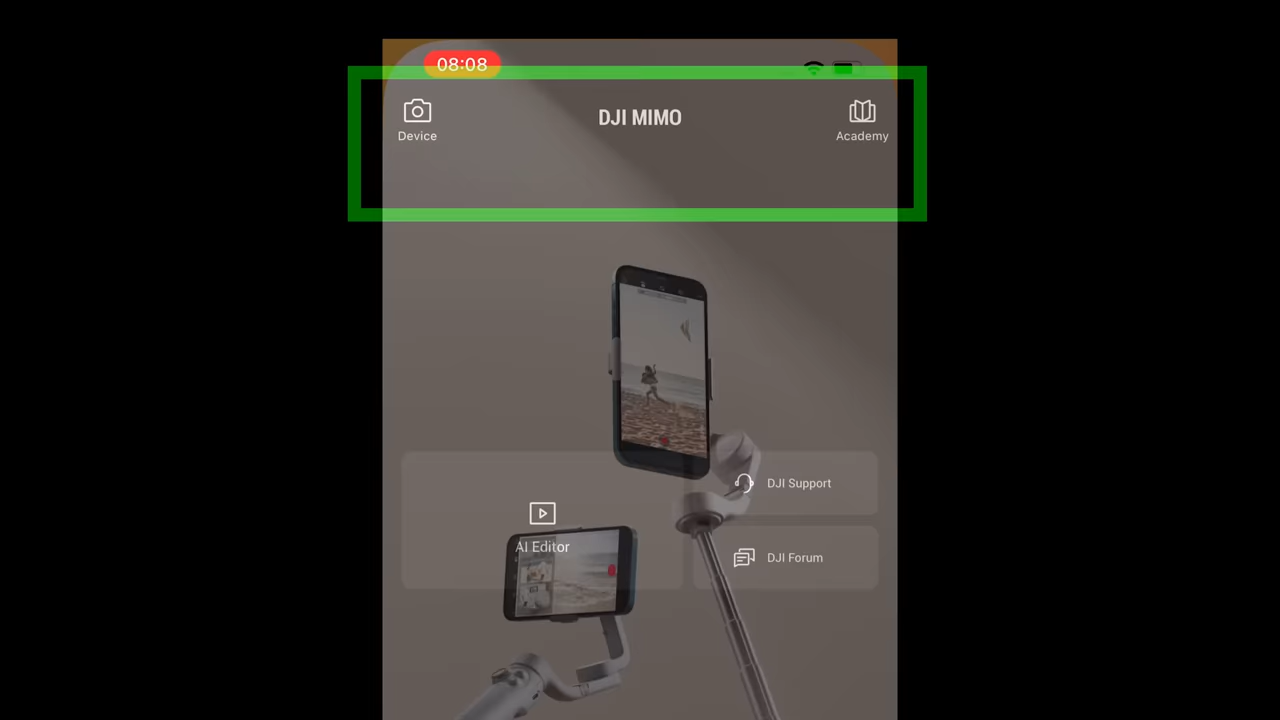 08:08
DJI MIMO
Device
Academy
DJI Support
AI Editor
DJI Forum